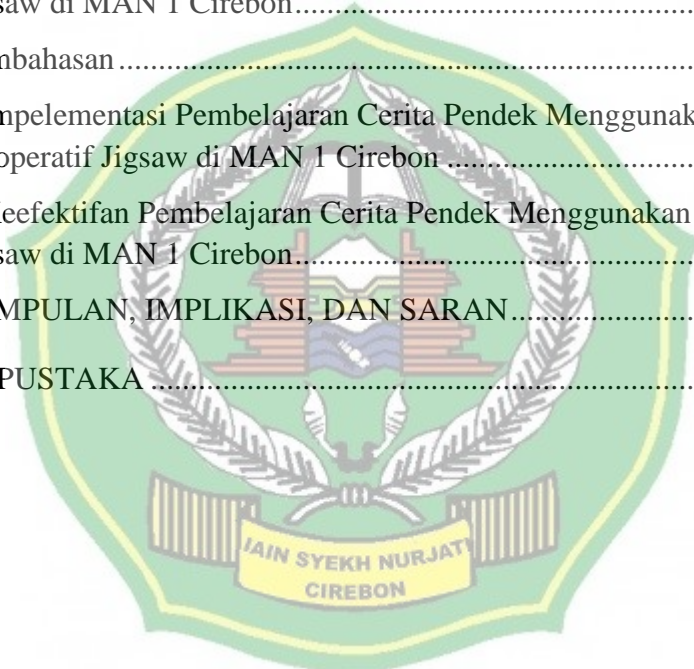 saw di MAN 1 Cirebon
mbahasan
mpelementasi Pembelajaran Cerita Pendek Menggunak
operatif Jigsaw di MAN 1 Cirebon
eefektifan Pembelajaran Cerita Pendek Menggunakan
saw di MAN 1 Cirebon
MPULAN, IMPLIKASI, DAN SARAN
PUSTAKA
IAIN SYEKH NURJATI
CIREBON